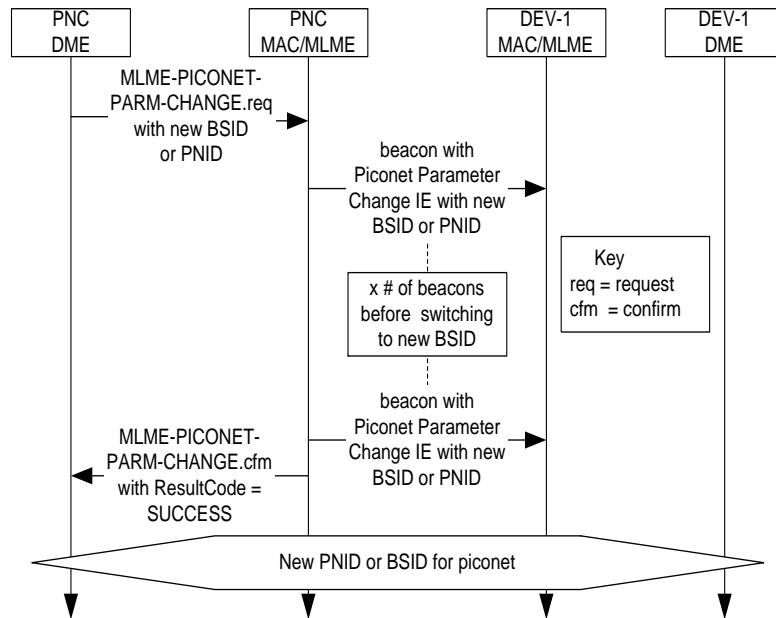 PNC
DME
PNC
MAC/MLME
DEV-1
MAC/MLME
DEV-1
DME
MLME-PICONET-
PARM-CHANGE.req
with new BSID
or PNID
beacon with
Piconet Parameter
Change IE with new
BSID or PNID
Key
req = request
cfm = confirm
x # of beacons
before switching
to new BSID
beacon with
Piconet Parameter
Change IE with new
BSID or PNID
MLME-PICONET-
PARM-CHANGE.cfm
with ResultCode =
SUCCESS
New PNID or BSID for piconet